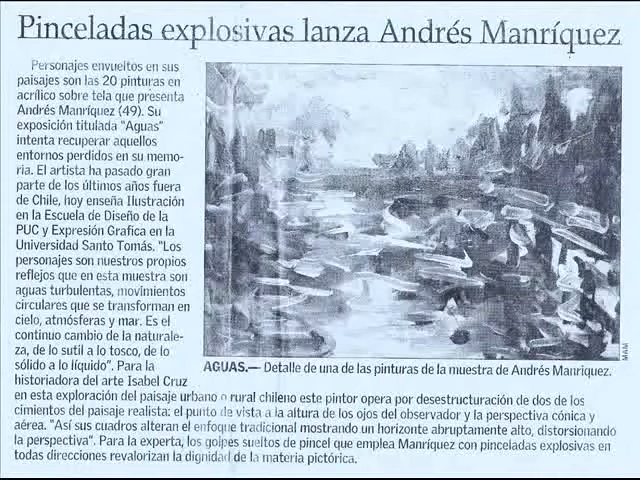 Pinceladas explosivas lanza Andrés Manríquez
Personajes envueltos en sus
paisajes son las 20 pinturas en
acrílico sobre tela que presenta
Andrés Manríquez (49). Su
exposición titulada "Aguas"
intenta recuperar aquellos
entornos perdidos en su memo-
ria. El artista ha pasado gran
parte de los últimos años fuera
de Chile, hoy enseña Ilustración
en la Escuela de Diseño de la
PUC y Expresión Grafica en la
Universidad Santo Tomás. "Los
personajes son nuestros propios
reflejos que en esta muestra son
aguas turbulentas, movimientos
circulares que se transforman en
cielo, atmósferas y mar. Es el
continuo cambio de la naturale-
za, de lo sutil a lo tosco, de lo
sólido a lo líquido". Para la
historiadora del arte Isabel Cruz
en esta exploración del paisaje urbano o rural chileno este pintor opera por desestructuración de dos de los
cimientos del paisaje realista: el punto de vista a la altura de los ojos del observador y la perspectiva cónica y
aérea. "Así sus cuadros alteran el enfoque tradicional mostrando un horizonte abruptamente alto, distorsionando
la perspectiva". Para la experta, los golpes sueltos de pincel que emplea Manríquez con pinceladas explosivas en
todas direcciones revalorizan la dignidad de la materia pictórica.
MAM
AGUAS.— Detalle de una de las pinturas de la muestra de Andrés Manríquez.